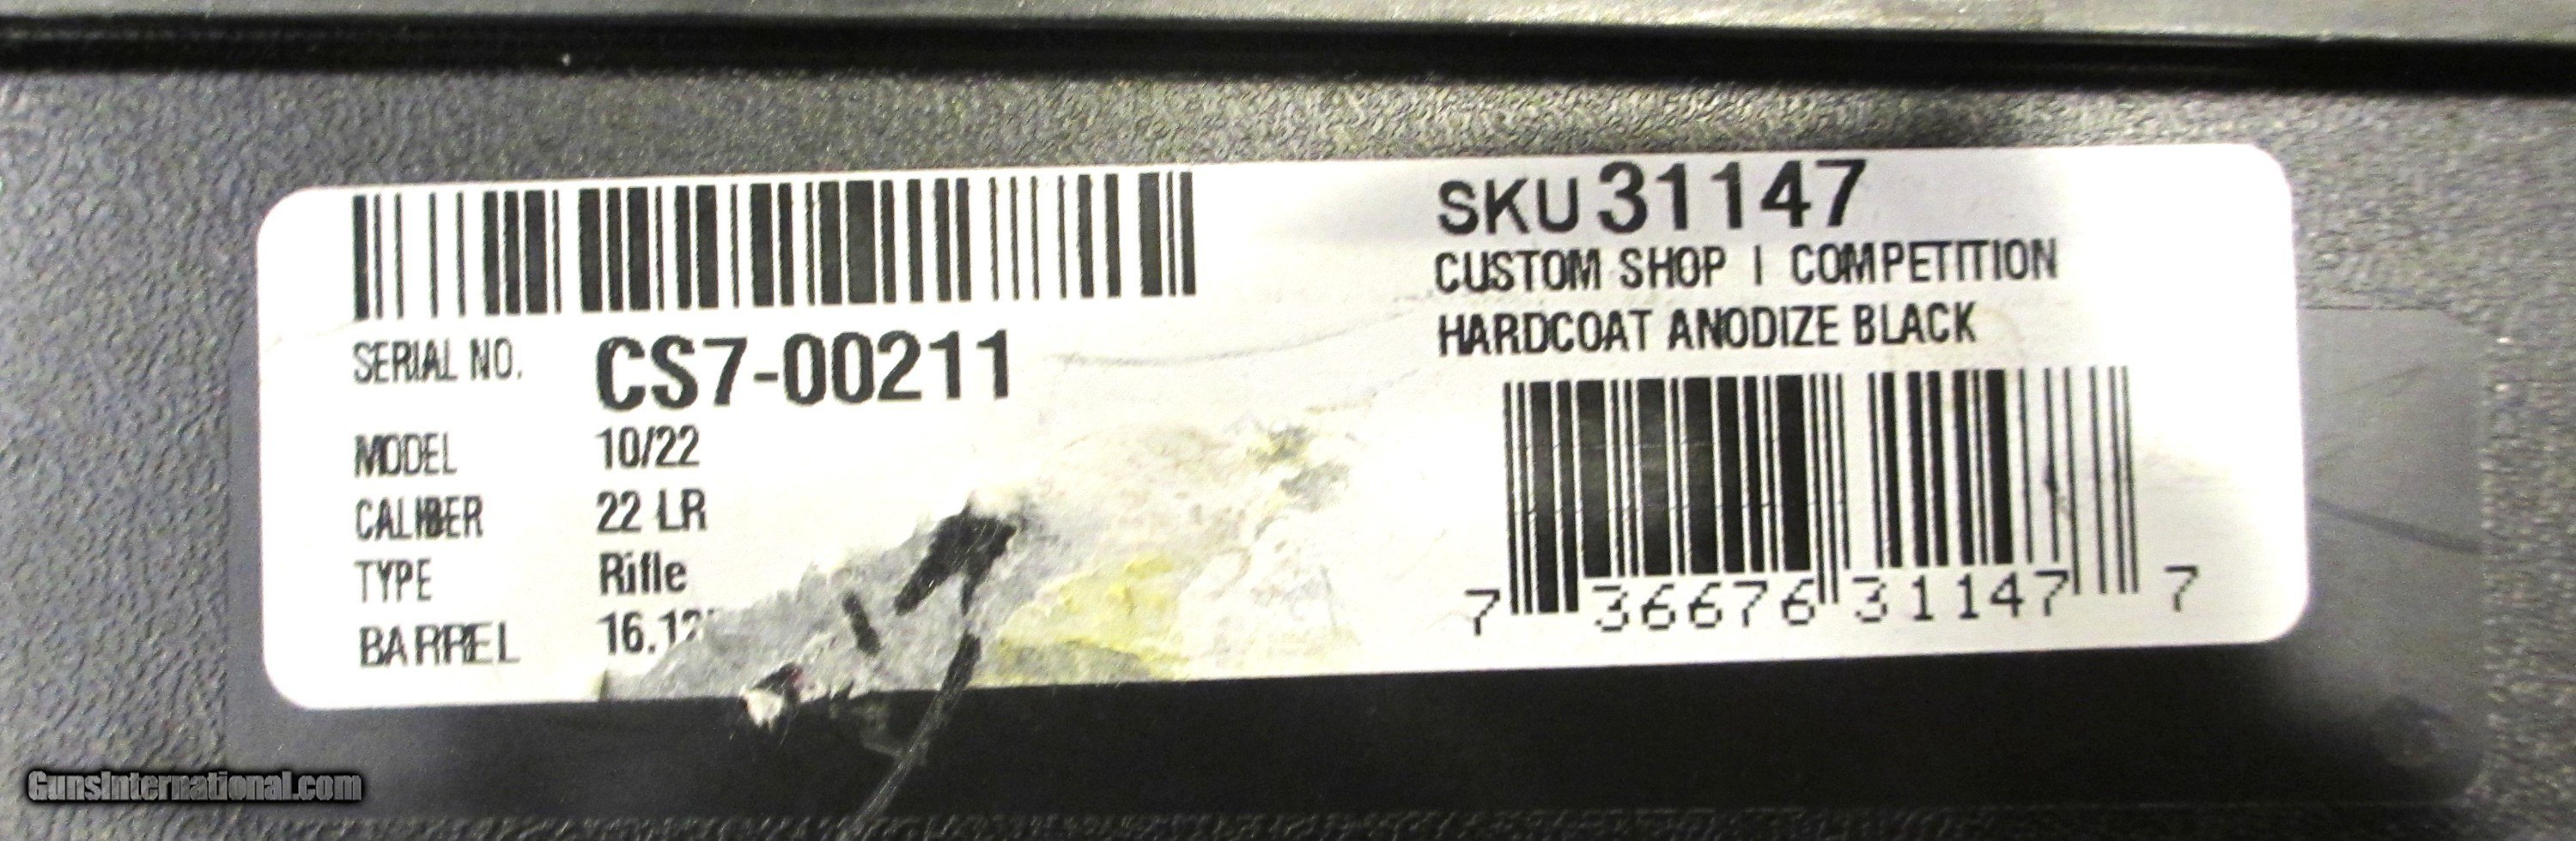 SERIAL NO. CS7-00211
MODEL 10/22
CALIBER 22 LR
TYPE Rifle
BARREL
SKU 31147
CUSTOM SHOP | COMPETITION
HARDCOAT ANODIZE BLACK
7 36676 31147 7
GunsInternational.com